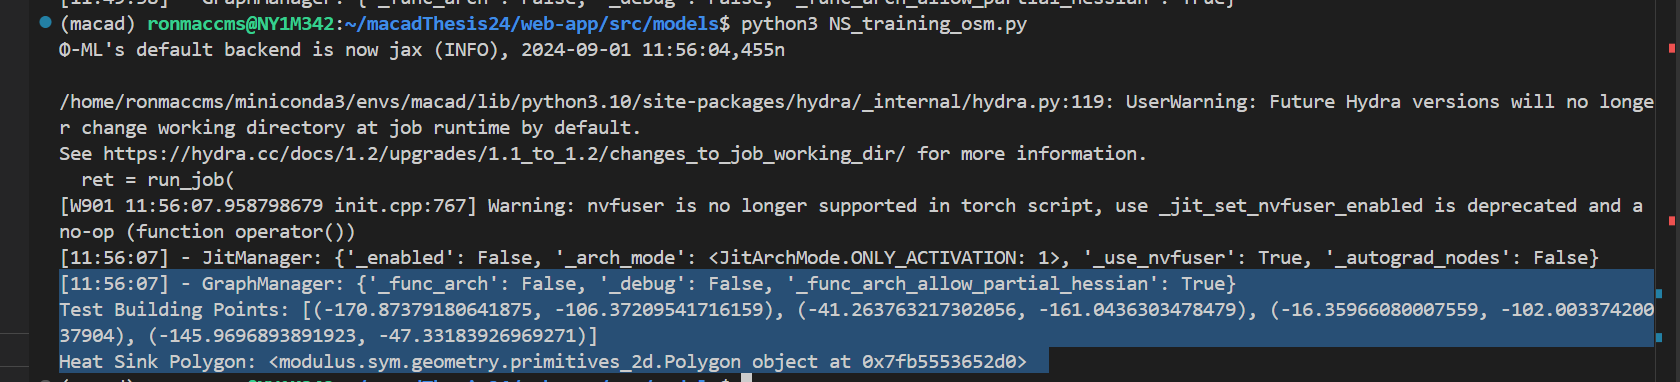 (macad) ronmaccms@NY1M342:~/macadThesis24/web-app/src/models$ python3 NS_training_osm.py
Φ-ML's default backend is now jax (INFO), 2024-09-01 11:56:04,455n
/home/ronmaccms/miniconda3/envs/macad/lib/python3.10/site-packages/hydra/_internal/hydra.py:119: UserWarning: Future Hydra versions will no longe
r change working directory at job runtime by default.
See https://hydra.cc/docs/1.2/upgrades/1.1_to_1.2/changes_to_job_working_dir/ for more information.
  ret = run_job(
[W901 11:56:07.958798679 init.cpp:767] Warning: nvfuser is no longer supported in torch script, use _jit_set_nvfuser_enabled is deprecated and a
no-op (function operator())
[11:56:07] - JitManager: {'_enabled': False, '_arch_mode': <JitArchMode.ONLY_ACTIVATION: 1>, '_use_nvfuser': True, '_autograd_nodes': False}
[11:56:07] - GraphManager: {'_func_arch': False, '_debug': False, '_func_arch_allow_partial_hessian': True}
Test Building Points: [(-170.87379180641875, -106.37209541716159), (-41.263763217302056, -161.0436303478479), (-16.35966080007559, -102.003374200
37904), (-145.9696893891923, -47.33183926969271)]
Heat Sink Polygon: <modulus.sym.geometry.primitives_2d.Polygon object at 0x7fb5553652d0>